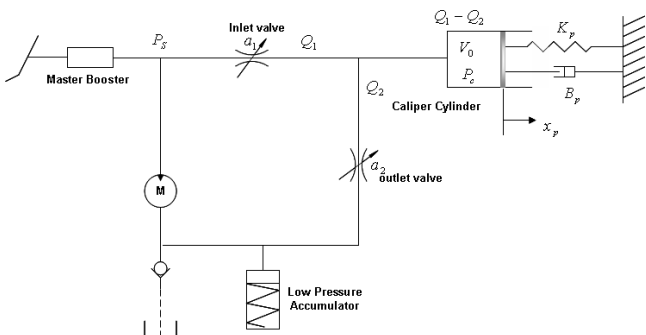 Inlet valve
P_S
a_1
Q_1
Q_1 − Q_2
K_p
V_0
P_c
B_p
x_p
Master Booster
Q_2
Caliper Cylinder
a_2
outlet valve
M
Low Pressure
Accumulator